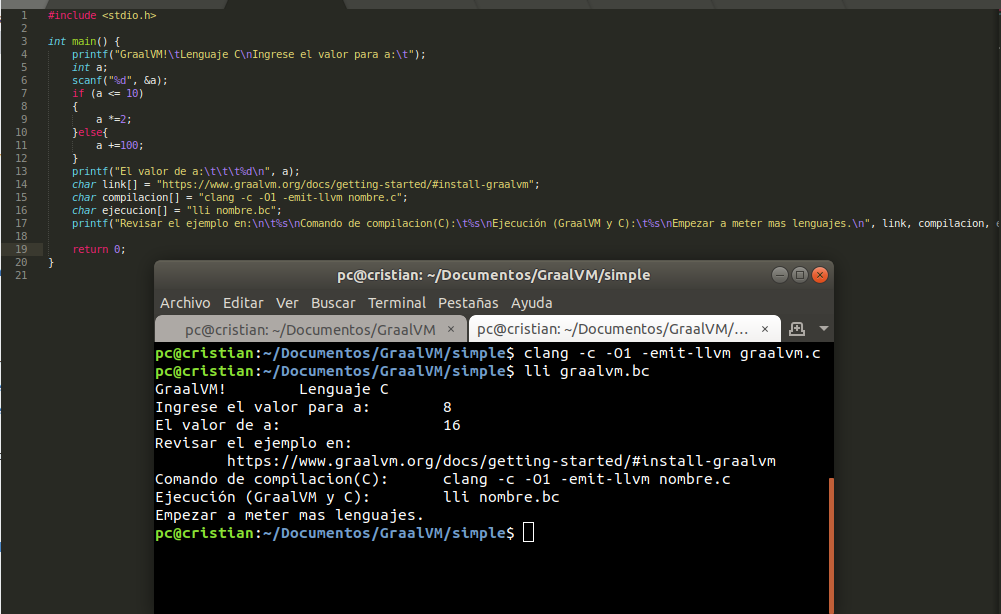 1 #include <stdio.h>
2
3 int main() {
4 printf("GraalVM!\tLenguaje C\nIngrese el valor para a:\t");
5 int a;
6 scanf("%d", &a);
7 if (a <= 10)
8 {
9 a *=2;
10 }else{
11 a +=100;
12 }
13 printf("El valor de a:\t\t\t%d\n", a);
14 char link[] = "https://www.graalvm.org/docs/getting-started/#install-graalvm";
15 char compilacion[] = "clang -c -O1 -emit-llvm nombre.c";
16 char ejecucion[] = "lli nombre.bc";
17 printf("Revisar el ejemplo en:\n\t%s\nComando de compilacion(C):\t%s\nEjecución (GraalVM y C):\t%s\nEmpezar a meter mas lenguajes.\n", link, compilacion,
18
19 return 0;
20 }
21
pc@cristian: ~/Documentos/GraalVM/simple
Archivo Editar Ver Buscar Terminal Pestañas Ayuda
pc@cristian: ~/Documentos/GraalVM × pc@cristian: ~/Documentos/GraalVM/... ×
pc@cristian:~/Documentos/GraalVM/simple$ clang -c -O1 -emit-llvm graalvm.c
pc@cristian:~/Documentos/GraalVM/simple$ lli graalvm.bc
GraalVM! Lenguaje C
Ingrese el valor para a: 8
El valor de a: 16
Revisar el ejemplo en:
https://www.graalvm.org/docs/getting-started/#install-graalvm
Comando de compilacion(C): clang -c -O1 -emit-llvm nombre.c
Ejecución (GraalVM y C): lli nombre.bc
Empezar a meter mas lenguajes.
pc@cristian:~/Documentos/GraalVM/simple$